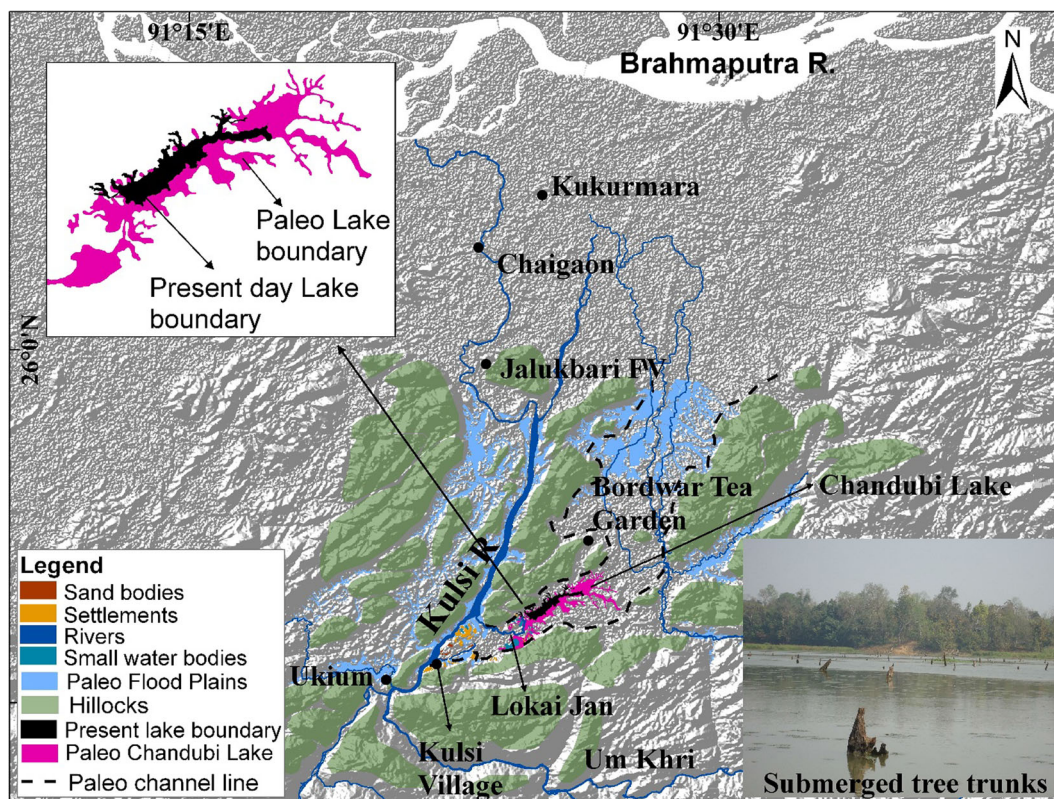 91°15'E
91°30'E
Brahmaputra R.
N
Paleo Lake
boundary
Present day Lake
boundary
Kukurmara
Chaigaon
26°0'N
Jalukbari FV
Bordwar Tea
Garden
Chandubi Lake
Kulsi R
Legend
Sand bodies
Settlements
Rivers
Small water bodies
Paleo Flood Plains
Hillocks
Present lake boundary
Paleo Chandubi Lake
Paleo channel line
Ukium
Lokai Jan
Kulsi
Village
Um Khri
Submerged tree trunks